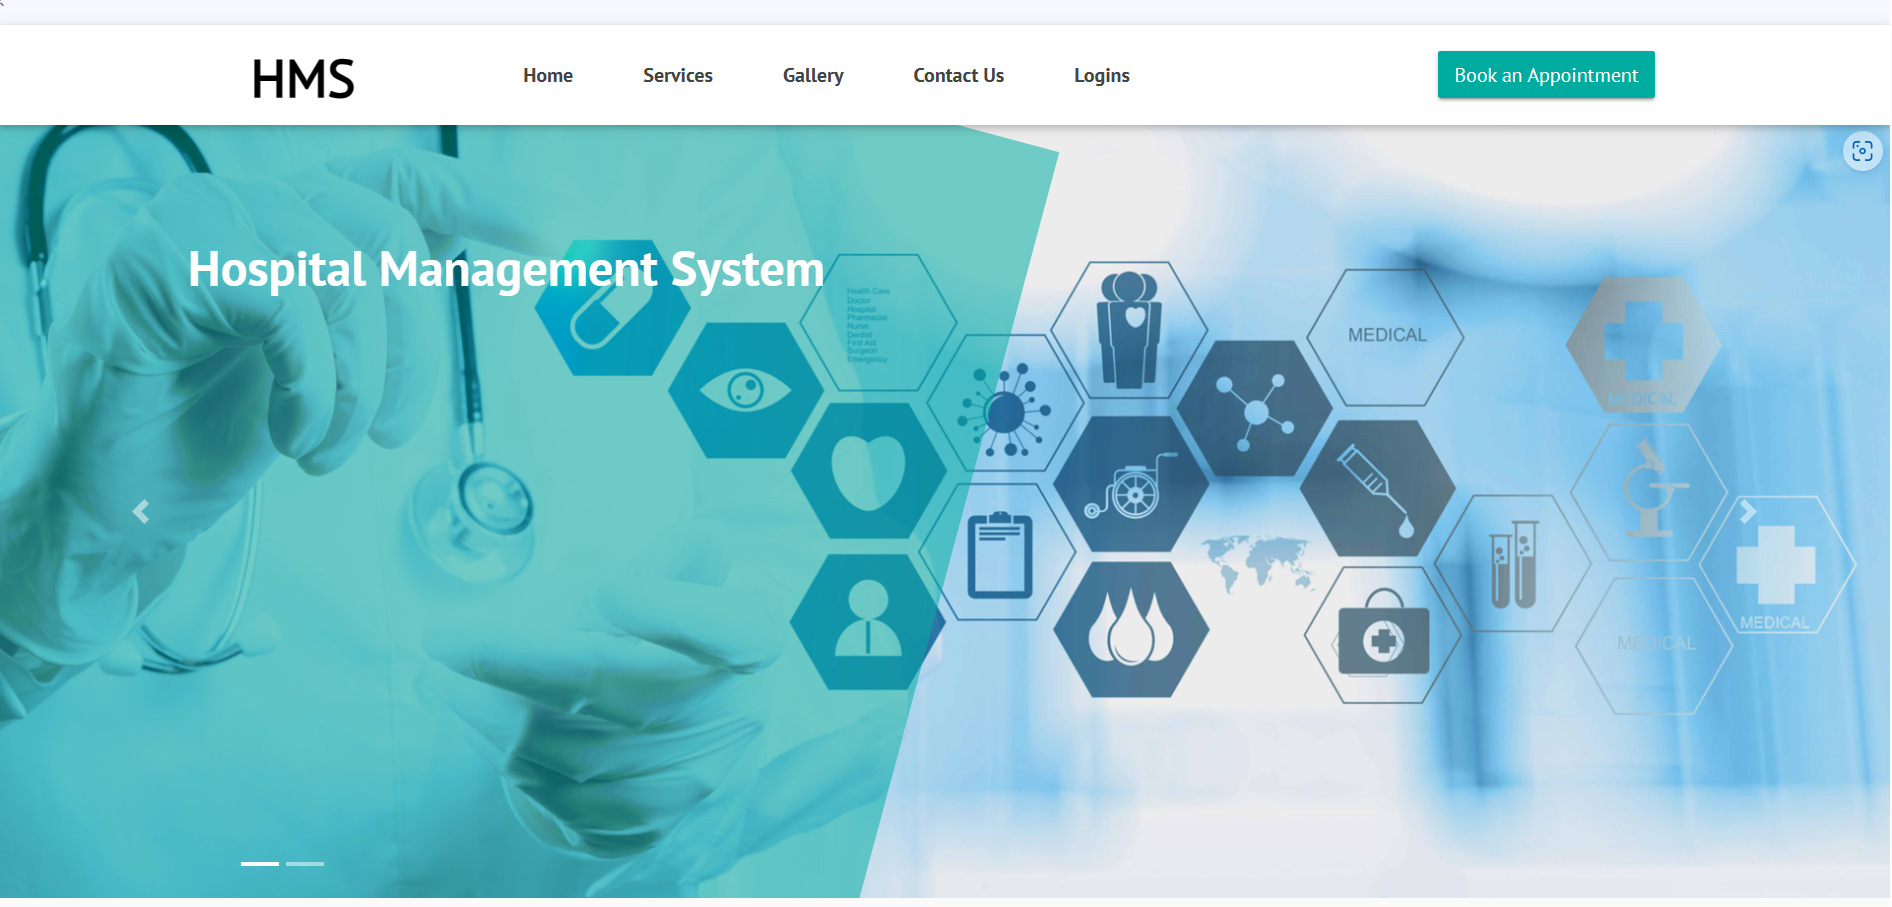 HMS
Home
Services
Gallery
Contact Us
Logins
Book an Appointment
Hospital Management System
Health Care
Doctor
Hospital
Pharmacist
Nurse
Dentist
First Aid
Surgeon
Emergency
MEDICAL
MEDICAL
MEDICAL
MEDICAL